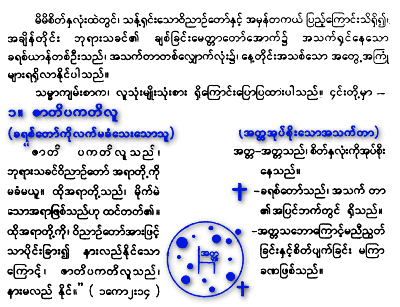 မိမိစိတ်နှလုံးထဲတွင်၊ သန့်ရှင်းသောဝိညာဉ်တော်နှင့် အမှန်တကယ် ပြည့်ကြောင်းသိရှိ၍၊
အချိန်တိုင်း ဘုရားသခင်၏ ချစ်ခြင်းမေတ္တာတော်အောက်၌ အသက်ရှင်နေသော
ခရစ်ယာန်တစ်ဦးသည်၊ အသက်တာတစ်လျှောက်လုံး၌၊ နေ့တိုင်းအသစ်သော အတွေ့အကြုံ
များရရှိလာနိုင်ပါသည်။
သမ္မာကျမ်းစာက၊ လူသုံးမျိုးသုံးစား ရှိကြောင်းပြောပြထားပါသည်။ ၄င်းတို့မှာ –
၁။ ဇာတိပကတိလူ
(ခရစ်တော်ကိုလက်မခံသေးသောသူ)
"ဇာတိ ပကတိလူသည်၊
ဘုရားသခင်ဝိညာဉ်တော် အရာတို့ကို
မခံမယူ။ ထိုအရာတို့သည်၊ မိုက်မဲ
သောအရာဖြစ်သည်ဟု ထင်တတ်၏။
ထိုအရာတို့ကို၊ ဝိညာဉ်တော်အားဖြင့်
သာပိုင်းခြား၍ နားလည်နိုင်သော
ကြောင့်၊ ဇာတိပကတိလူသည်၊
နားမလည် နိုင်။" ( ၁ကော၂း၁၄ )
(အတ္တအုပ်စိုးသောအသက်တာ)
အတ္တ–အတ္တသည်၊ စိတ်နှလုံးကိုအုပ်စိုး
နေသည်။
–ခရစ်တော်သည်၊ အသက် တာ
၏အပြင်ဘက်တွင် ရှိသည်။
–အတ္တသဘောကြောင့်မညီညွတ်
ခြင်းနှင့်စိတ်ပျက်ခြင်း မကြာ
ခဏဖြစ်သည်။
အတ္တ